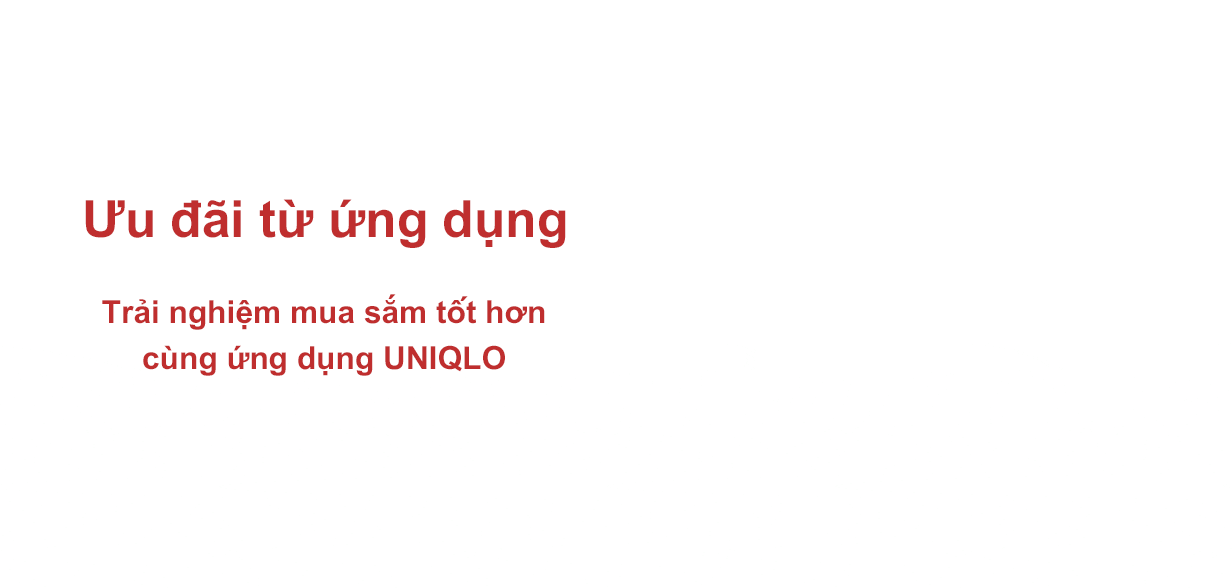 Ưu đãi từ ứng dụng
Trải nghiệm mua sắm tốt hơn
cùng ứng dụng UNIQLO